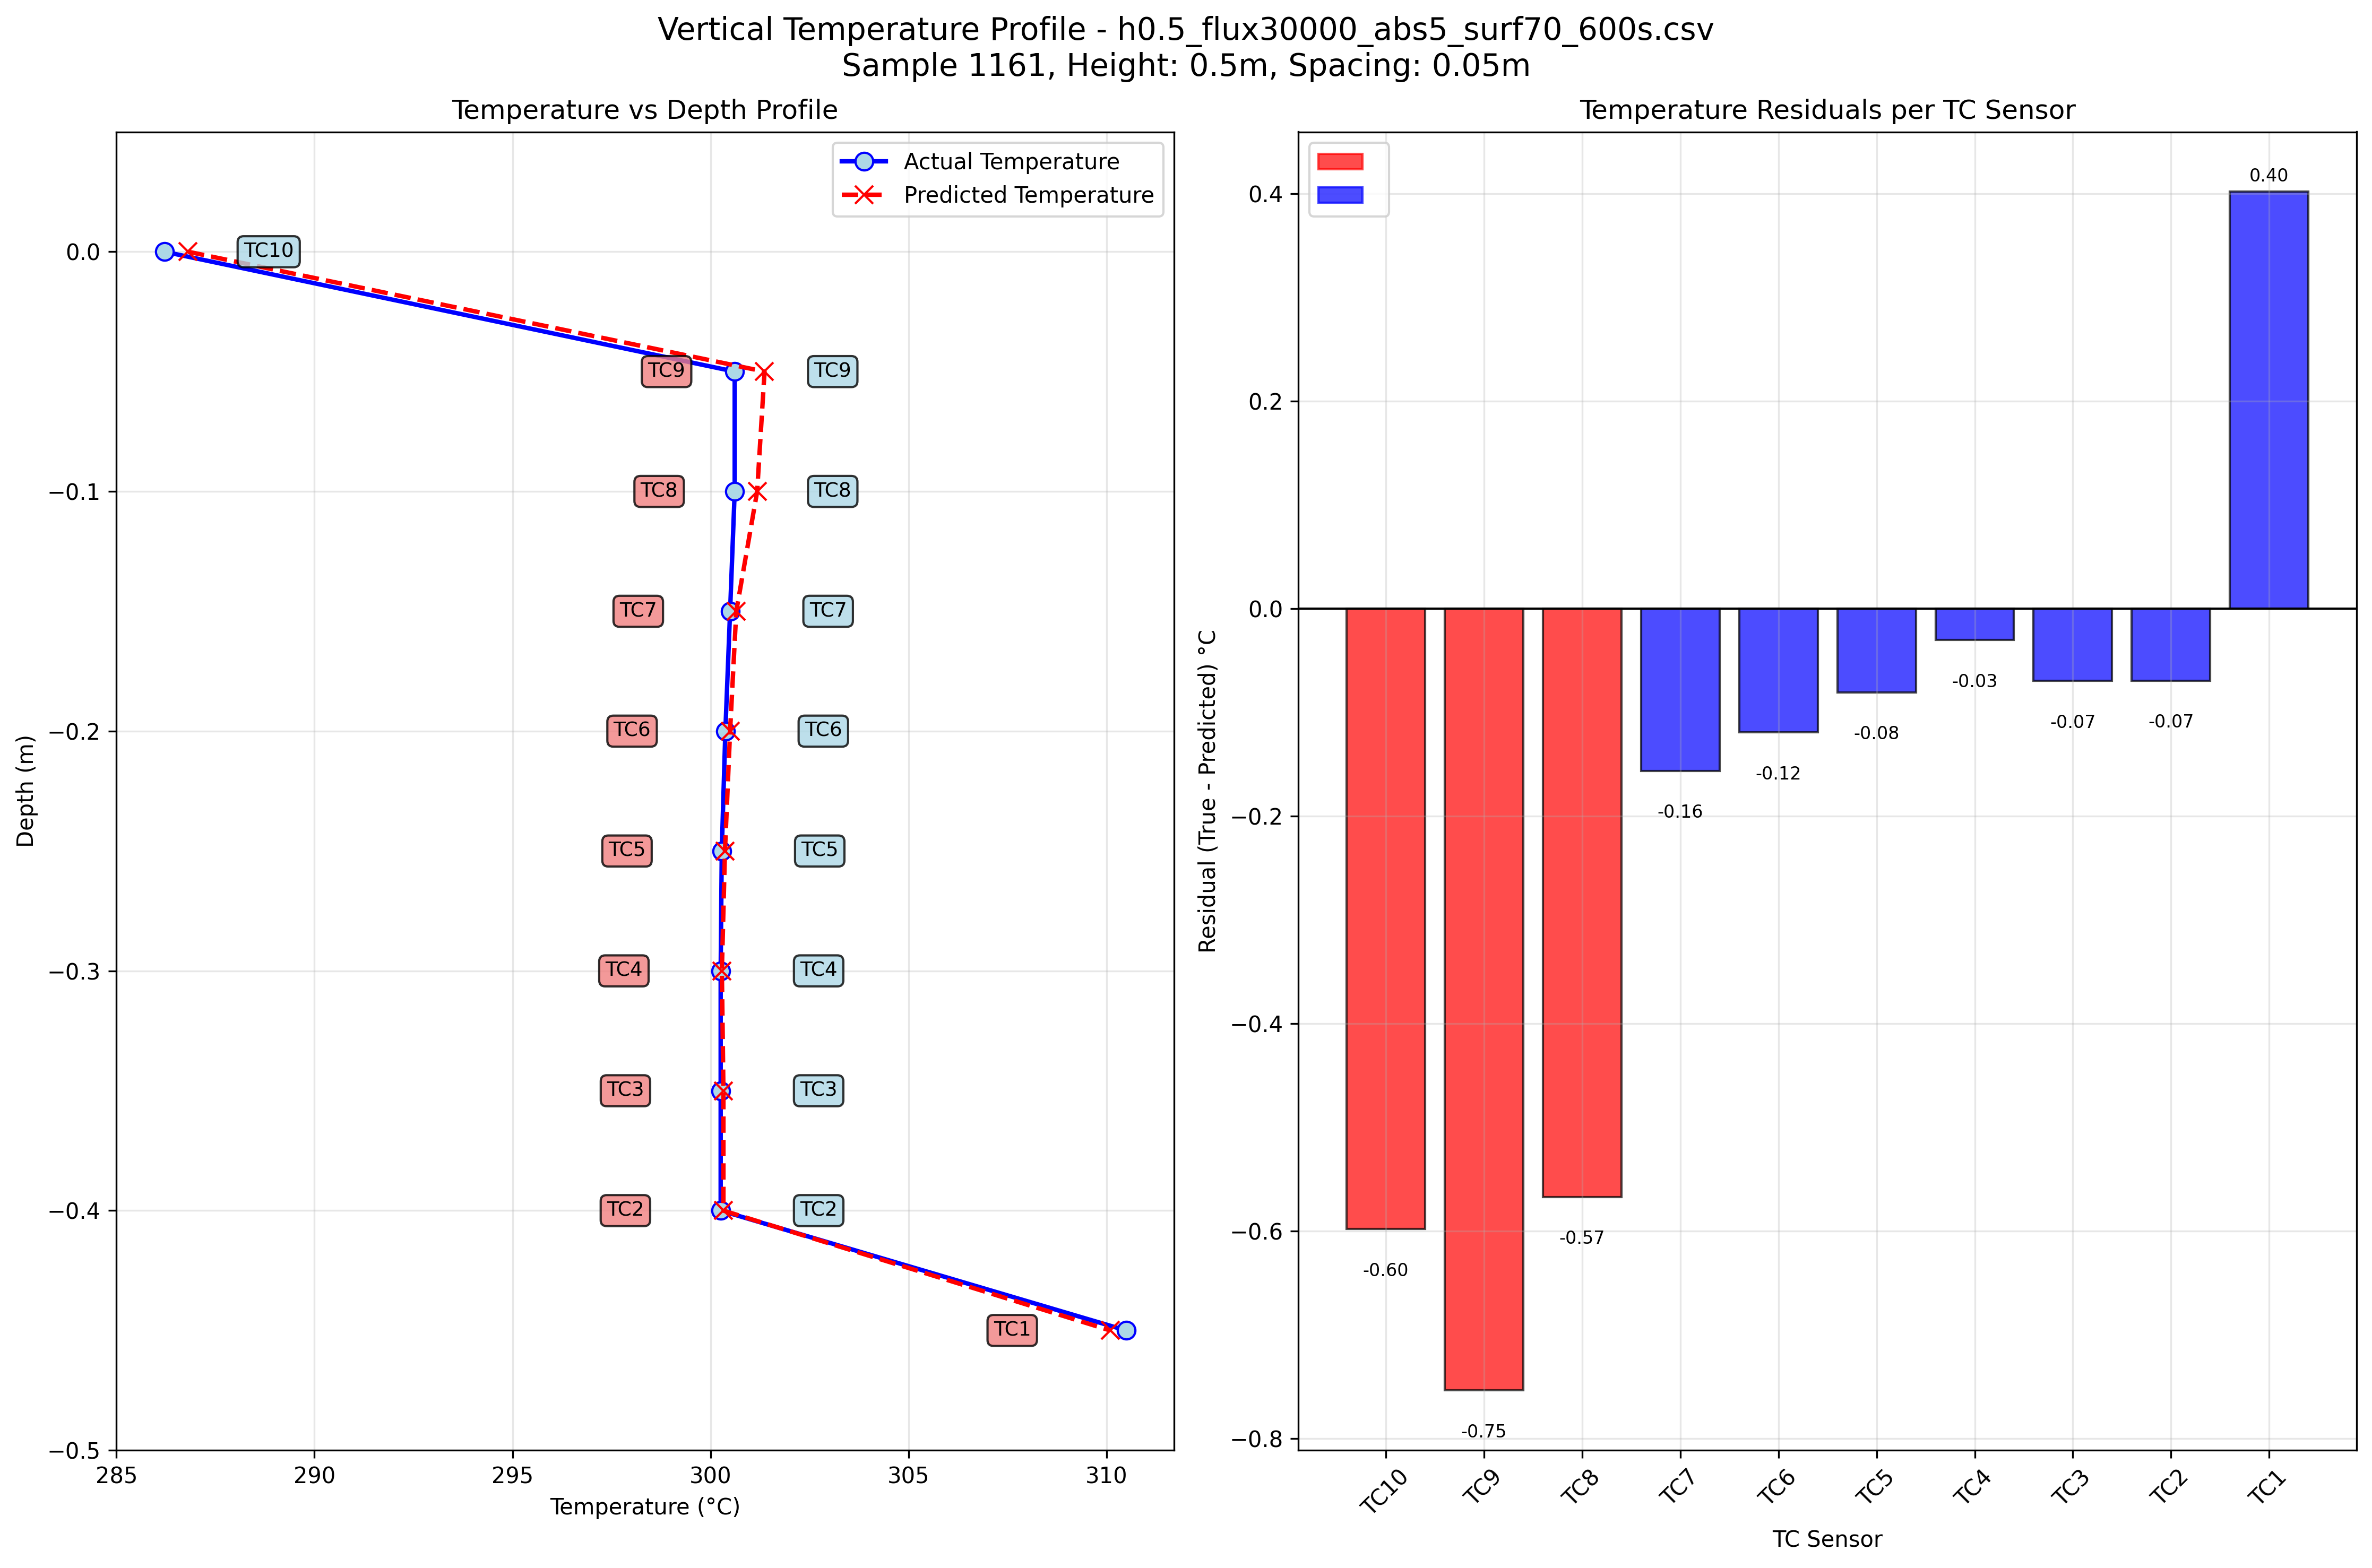 Vertical Temperature Profile - h0.5_flux30000_abs5_surf70_600s.csv
Sample 1161, Height: 0.5m, Spacing: 0.05m
Temperature vs Depth Profile
Actual Temperature
Predicted Temperature
TC10
TC9
TC9
TC8
TC8
TC7
TC7
TC6
TC6
TC5
TC5
TC4
TC4
TC3
TC3
TC2
TC2
TC1
0.0
−0.1
−0.2
−0.3
−0.4
−0.5
Depth (m)
285
290
295
300
305
310
Temperature (°C)
Temperature Residuals per TC Sensor
0.4
0.2
0.0
−0.2
−0.4
−0.6
−0.8
Residual (True - Predicted) °C
-0.60
-0.75
-0.57
-0.16
-0.12
-0.08
-0.03
-0.07
-0.07
0.40
TC10
TC9
TC8
TC7
TC6
TC5
TC4
TC3
TC2
TC1
TC Sensor